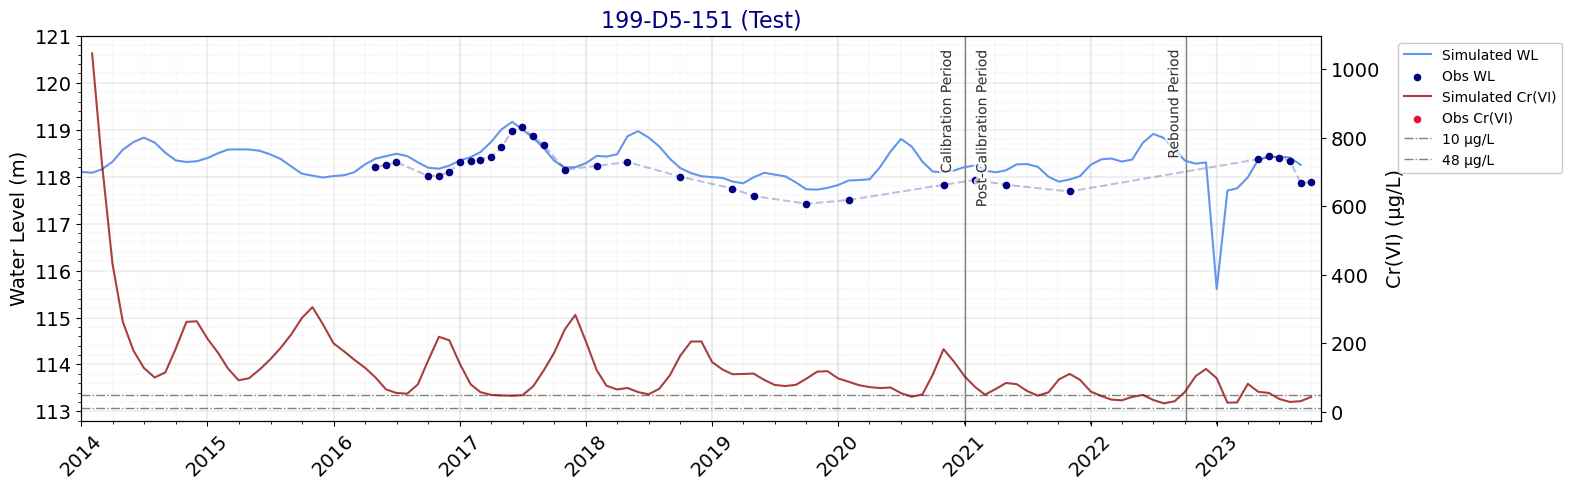 199-D5-151 (Test)
Water Level (m)
121
120
119
118
117
116
115
114
113
2014
2015
2016
2017
2018
2019
2020
2021
2022
2023
Calibration Period
Post-Calibration Period
Rebound Period
1000
800
600
400
200
0
Cr(VI) (μg/L)
Simulated WL
Obs WL
Simulated Cr(VI)
Obs Cr(VI)
10 μg/L
48 μg/L